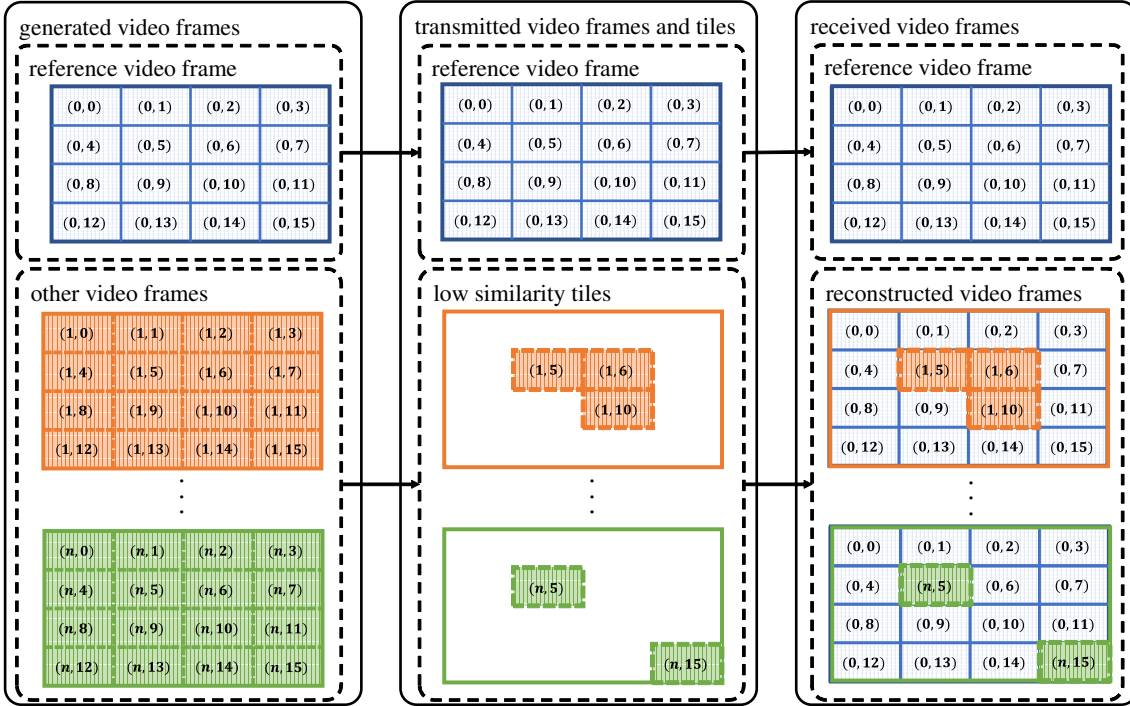 generated video frames
reference video frame
(0, 0) (0, 1) (0, 2) (0, 3)
(0, 4) (0, 5) (0, 6) (0, 7)
(0, 8) (0, 9) (0, 10) (0, 11)
(0, 12) (0, 13) (0, 14) (0, 15)
other video frames
(1, 0) (1, 1) (1, 2) (1, 3)
(1, 4) (1, 5) (1, 6) (1, 7)
(1, 8) (1, 9) (1, 10) (1, 11)
(1, 12) (1, 13) (1, 14) (1, 15)
⋮
(n, 0) (n, 1) (n, 2) (n, 3)
(n, 4) (n, 5) (n, 6) (n, 7)
(n, 8) (n, 9) (n, 10) (n, 11)
(n, 12) (n, 13) (n, 14) (n, 15)
transmitted video frames and tiles
reference video frame
(0, 0) (0, 1) (0, 2) (0, 3)
(0, 4) (0, 5) (0, 6) (0, 7)
(0, 8) (0, 9) (0, 10) (0, 11)
(0, 12) (0, 13) (0, 14) (0, 15)
low similarity tiles
(1, 5) (1, 6)
(1, 10)
⋮
(n, 5)
(n, 15)
received video frames
reference video frame
(0, 0) (0, 1) (0, 2) (0, 3)
(0, 4) (0, 5) (0, 6) (0, 7)
(0, 8) (0, 9) (0, 10) (0, 11)
(0, 12) (0, 13) (0, 14) (0, 15)
reconstructed video frames
(0, 0) (0, 1) (0, 2) (0, 3)
(0, 4) (1, 5) (1, 6) (0, 7)
(0, 8) (0, 9) (1, 10) (0, 11)
(0, 12) (0, 13) (0, 14) (0, 15)
⋮
(0, 0) (0, 1) (0, 2) (0, 3)
(0, 4) (n, 5) (0, 6) (0, 7)
(0, 8) (0, 9) (0, 10) (0, 11)
(0, 12) (0, 13) (0, 14) (n, 15)